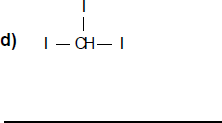 I
d) I — CH — I